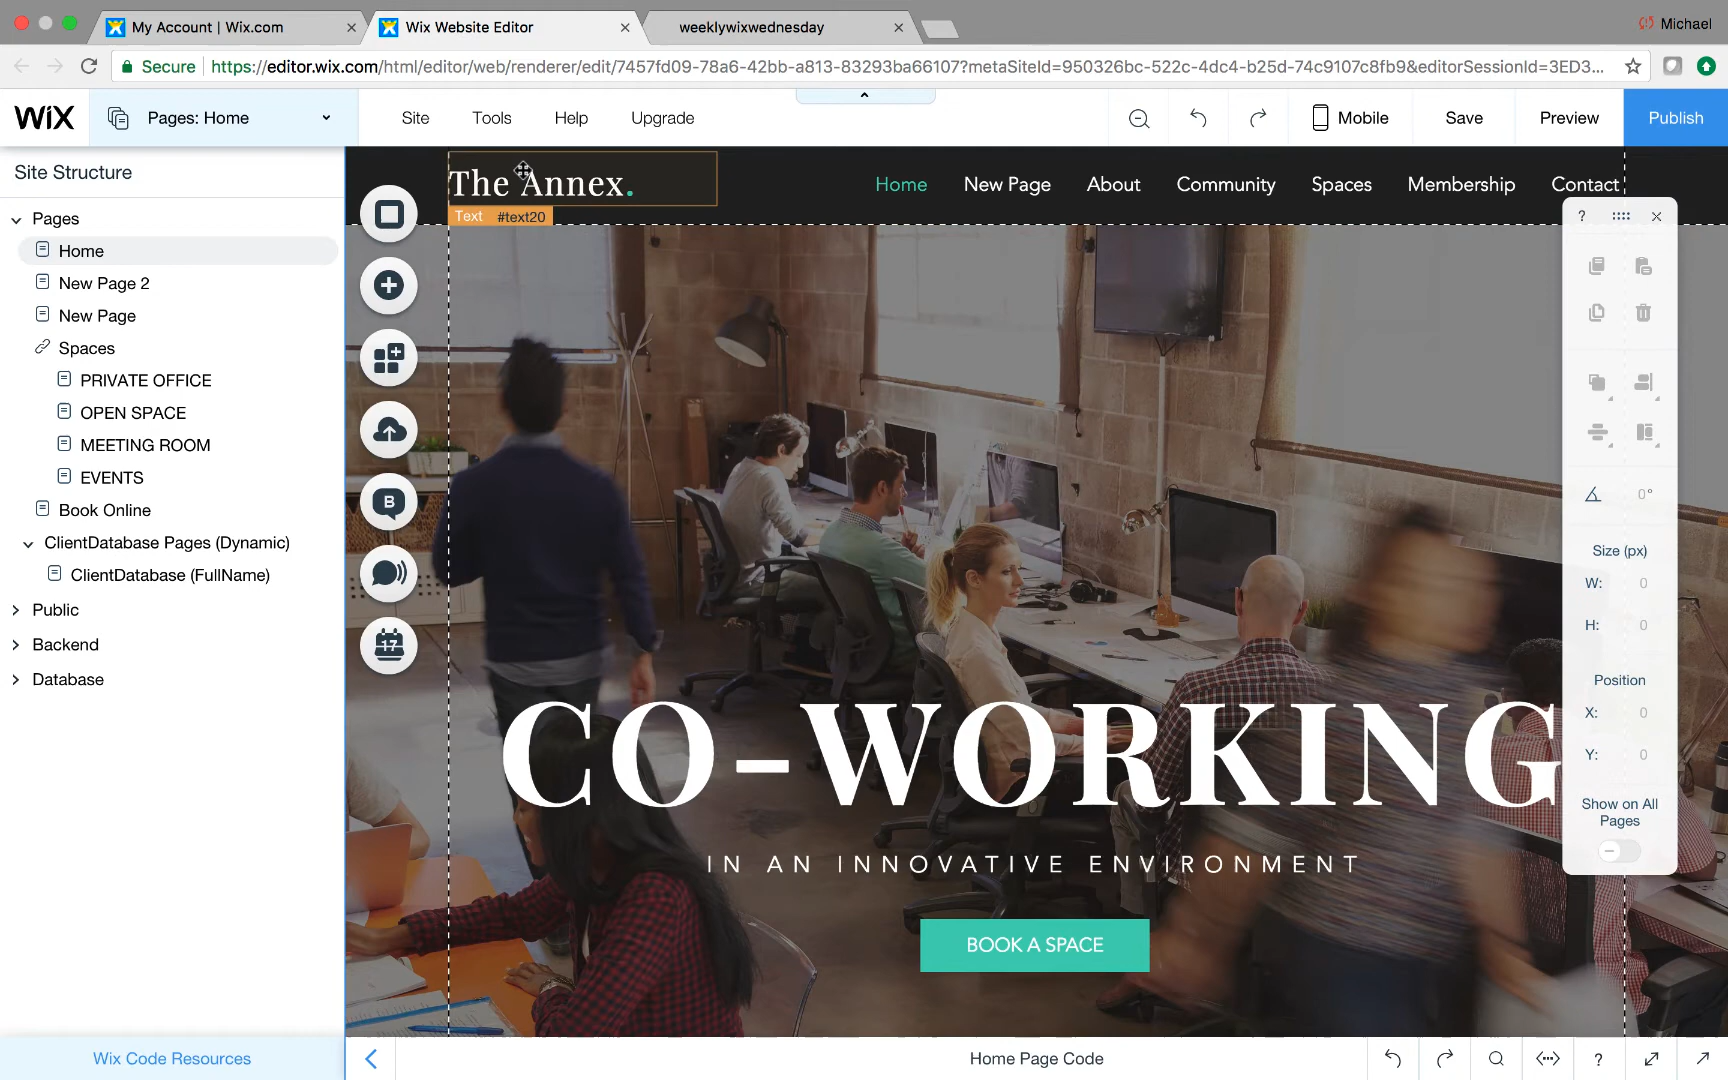 My Account | Wix.com
Wix Website Editor
weeklywixwednesday
Michael
Secure
https://editor.wix.com/html/editor/web/renderer/edit/7457fd09-78a6-42bb-a813-83293ba66107?metaSiteId=950326bc-522c-4dc4-b25d-74c9107c8fb9&editorSessionId=3ED3...
WiX
Pages: Home
Site
Tools
Help
Upgrade
Mobile
Save
Preview
Publish
Site Structure
Pages
Home
New Page 2
New Page
Spaces
PRIVATE OFFICE
OPEN SPACE
MEETING ROOM
EVENTS
Book Online
ClientDatabase Pages (Dynamic)
ClientDatabase (FullName)
Public
Backend
Database
Wix Code Resources
B
17
The Annex.
Text #text20
Home
New Page
About
Community
Spaces
Membership
Contact
CO-WORKING
IN AN INNOVATIVE ENVIRONMENT
BOOK A SPACE
?
0°
Size (px)
W: 0
H: 0
Position
X: 0
Y: 0
Show on All
Pages
Home Page Code
?